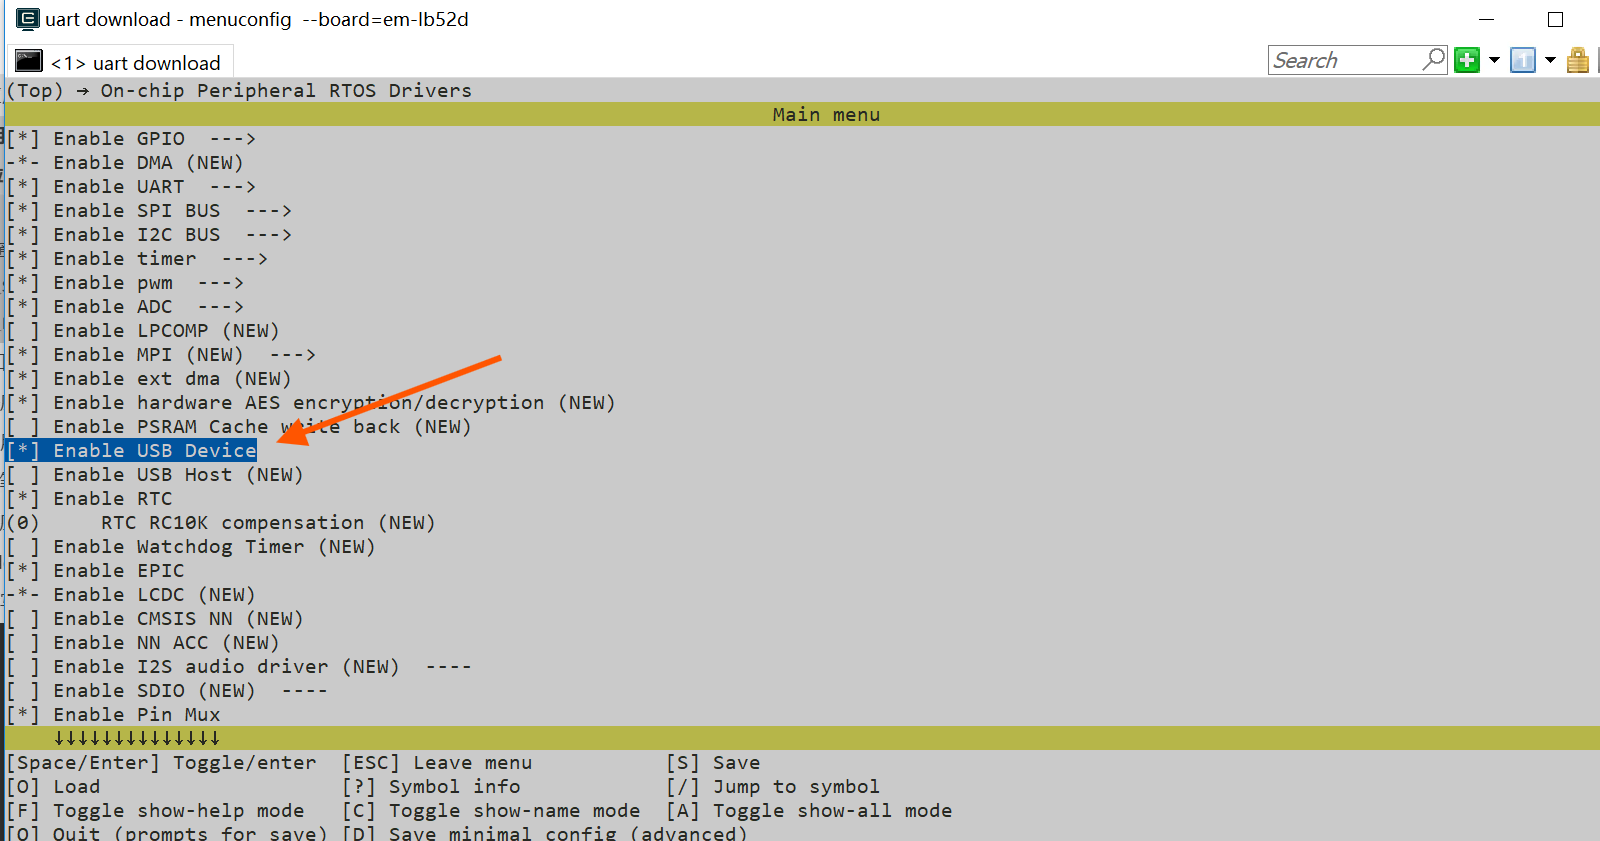 uart download - menuconfig  --board=em-lb52d
<1> uart download
Search
1
(Top) → On-chip Peripheral RTOS Drivers
Main menu
[*] Enable GPIO  --->
-*- Enable DMA (NEW)
[*] Enable UART  --->
[*] Enable SPI BUS  --->
[*] Enable I2C BUS  --->
[*] Enable timer  --->
[*] Enable pwm  --->
[*] Enable ADC  --->
[ ] Enable LPCOMP (NEW)
[*] Enable MPI (NEW)  --->
[*] Enable ext dma (NEW)
[*] Enable hardware AES encryption/decryption (NEW)
[ ] Enable PSRAM Cache write back (NEW)
[*] Enable USB Device
[ ] Enable USB Host (NEW)
[*] Enable RTC
(0)     RTC RC10K compensation (NEW)
[ ] Enable Watchdog Timer (NEW)
[*] Enable EPIC
-*- Enable LCDC (NEW)
[ ] Enable CMSIS NN (NEW)
[ ] Enable NN ACC (NEW)
[ ] Enable I2S audio driver (NEW)  ----
[ ] Enable SDIO (NEW)  ----
[*] Enable Pin Mux
↓↓↓↓↓↓↓↓↓↓↓↓↓↓
[Space/Enter] Toggle/enter  [ESC] Leave menu           [S] Save
[O] Load                    [?] Symbol info            [/] Jump to symbol
[F] Toggle show-help mode   [C] Toggle show-name mode  [A] Toggle show-all mode
[Q] Quit (prompts for save) [D] Save minimal config (advanced)